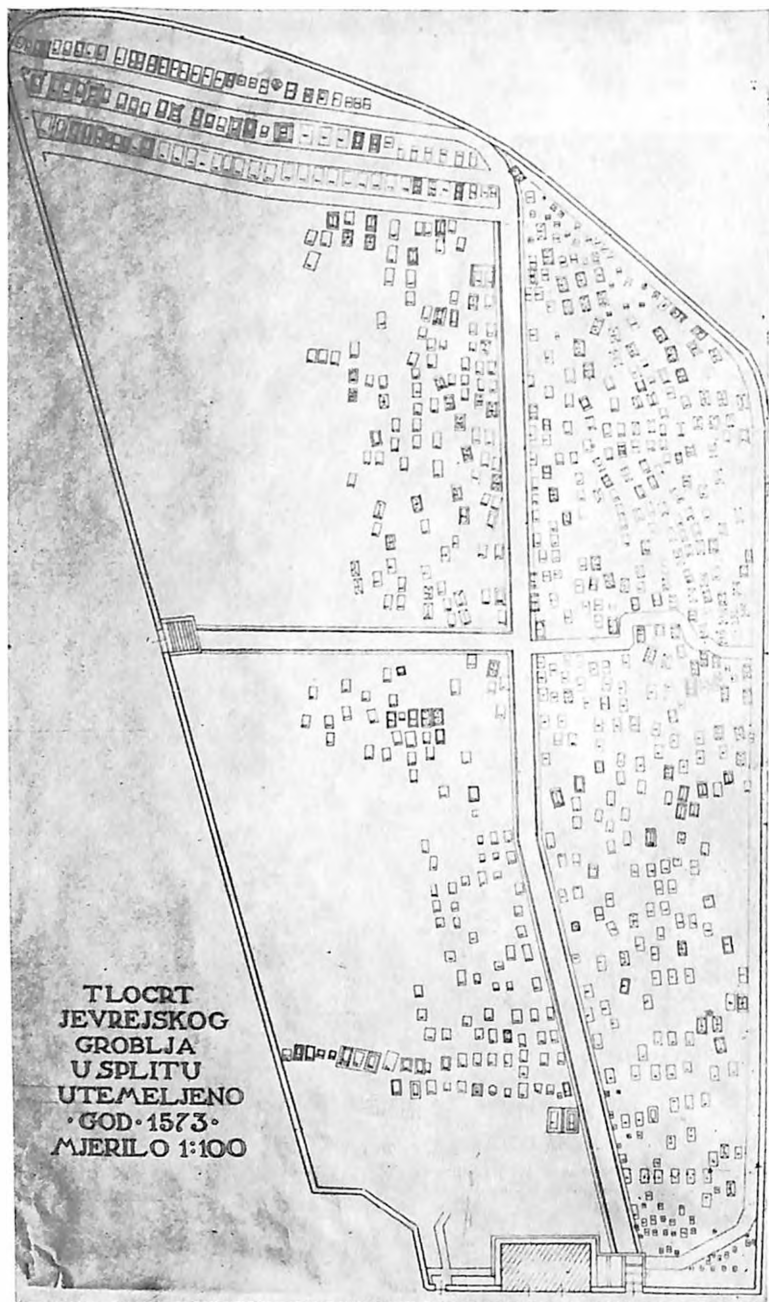 TLOCRT
JEVREJSKOG
GROBLJA
U SPLITU
UTEMELJENO
·GOD·1573·
MJERILO 1:100